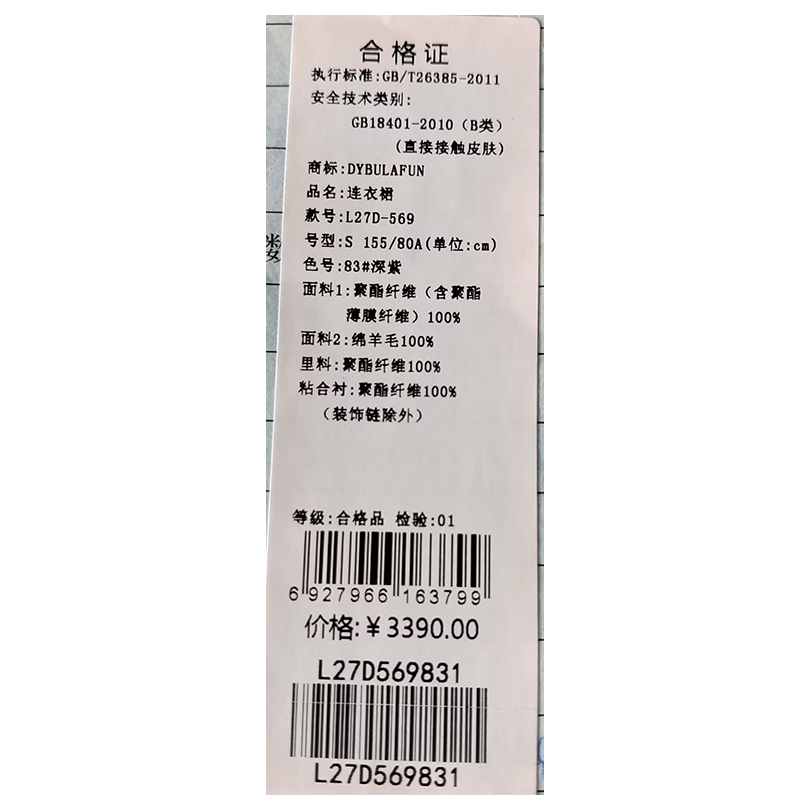 合格证
执行标准:GB/T26385-2011
安全技术类别:
GB18401-2010（B类）
(直接接触皮肤)
商标:DYBULAFUN
品名:连衣裙
款号:L27D-569
号型:S 155/80A(单位:cm)
色号:83#深紫
面料1:聚酯纤维（含聚酯
薄膜纤维）100%
面料2:绵羊毛100%
里料:聚酯纤维100%
粘合衬:聚酯纤维100%
（装饰链除外）
等级:合格品 检验:01
6 927966 163799
价格:￥3390.00
L27D569831
L27D569831